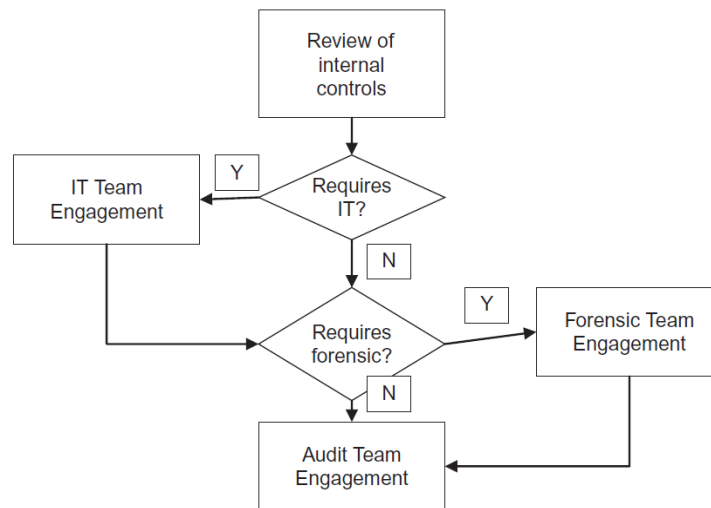 Review of
internal
controls
Y
IT Team
Engagement
Requires
IT?
N
Requires
forensic?
Y
Forensic Team
Engagement
N
Audit Team
Engagement